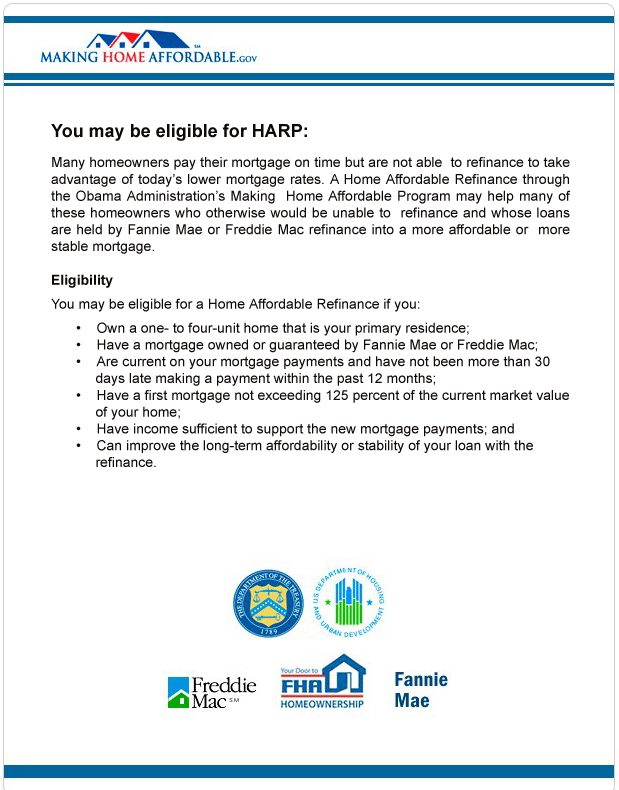 SM
MAKING HOME AFFORDABLE.GOV
You may be eligible for HARP:
Many homeowners pay their mortgage on time but are not able to refinance to take
advantage of today's lower mortgage rates. A Home Affordable Refinance through
the Obama Administration's Making Home Affordable Program may help many of
these homeowners who otherwise would be unable to refinance and whose loans
are held by Fannie Mae or Freddie Mac refinance into a more affordable or more
stable mortgage.
Eligibility
You may be eligible for a Home Affordable Refinance if you:
• Own a one- to four-unit home that is your primary residence;
• Have a mortgage owned or guaranteed by Fannie Mae or Freddie Mac;
• Are current on your mortgage payments and have not been more than 30
days late making a payment within the past 12 months;
• Have a first mortgage not exceeding 125 percent of the current market value
of your home;
• Have income sufficient to support the new mortgage payments; and
• Can improve the long-term affordability or stability of your loan with the
refinance.
THE DEPARTMENT OF THE TREASURY
1789
U.S. DEPARTMENT OF HOUSING
AND URBAN DEVELOPMENT
Freddie
Mac SM
Your Door to
FHA
HOMEOWNERSHIP
Fannie
Mae